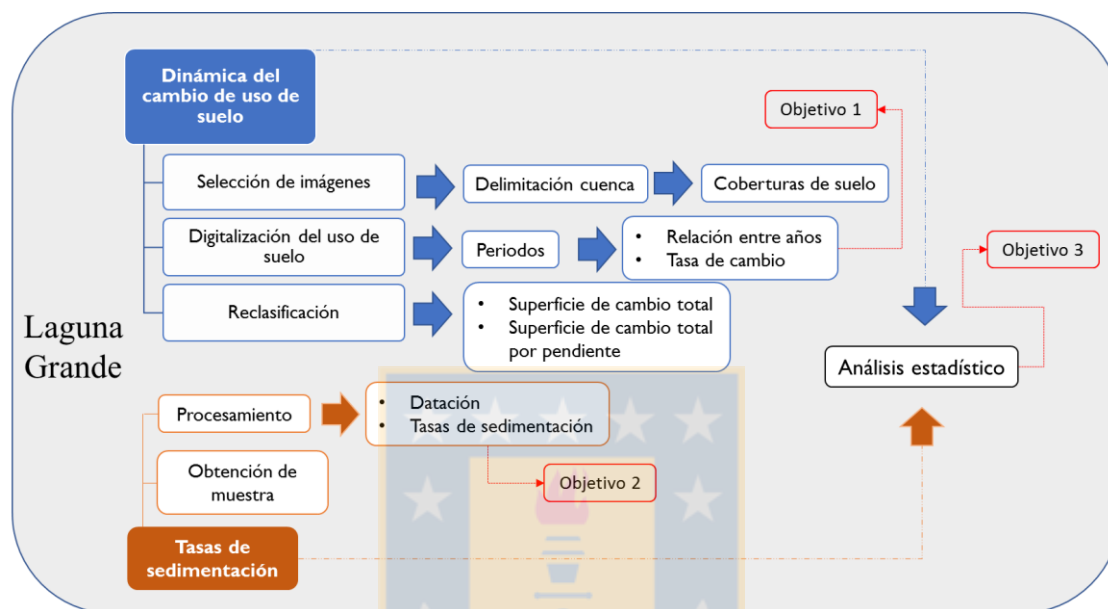 Dinámica del
cambio de uso de
suelo
Objetivo 1
Selección de imágenes
Delimitación cuenca
Coberturas de suelo
Digitalización del uso de
suelo
Periodos
• Relación entre años
• Tasa de cambio
Objetivo 3
Reclasificación
• Superficie de cambio total
• Superficie de cambio total
por pendiente
Laguna
Grande
Análisis estadístico
Procesamiento
• Datación
• Tasas de sedimentación
Obtención de
muestra
Objetivo 2
Tasas de
sedimentación